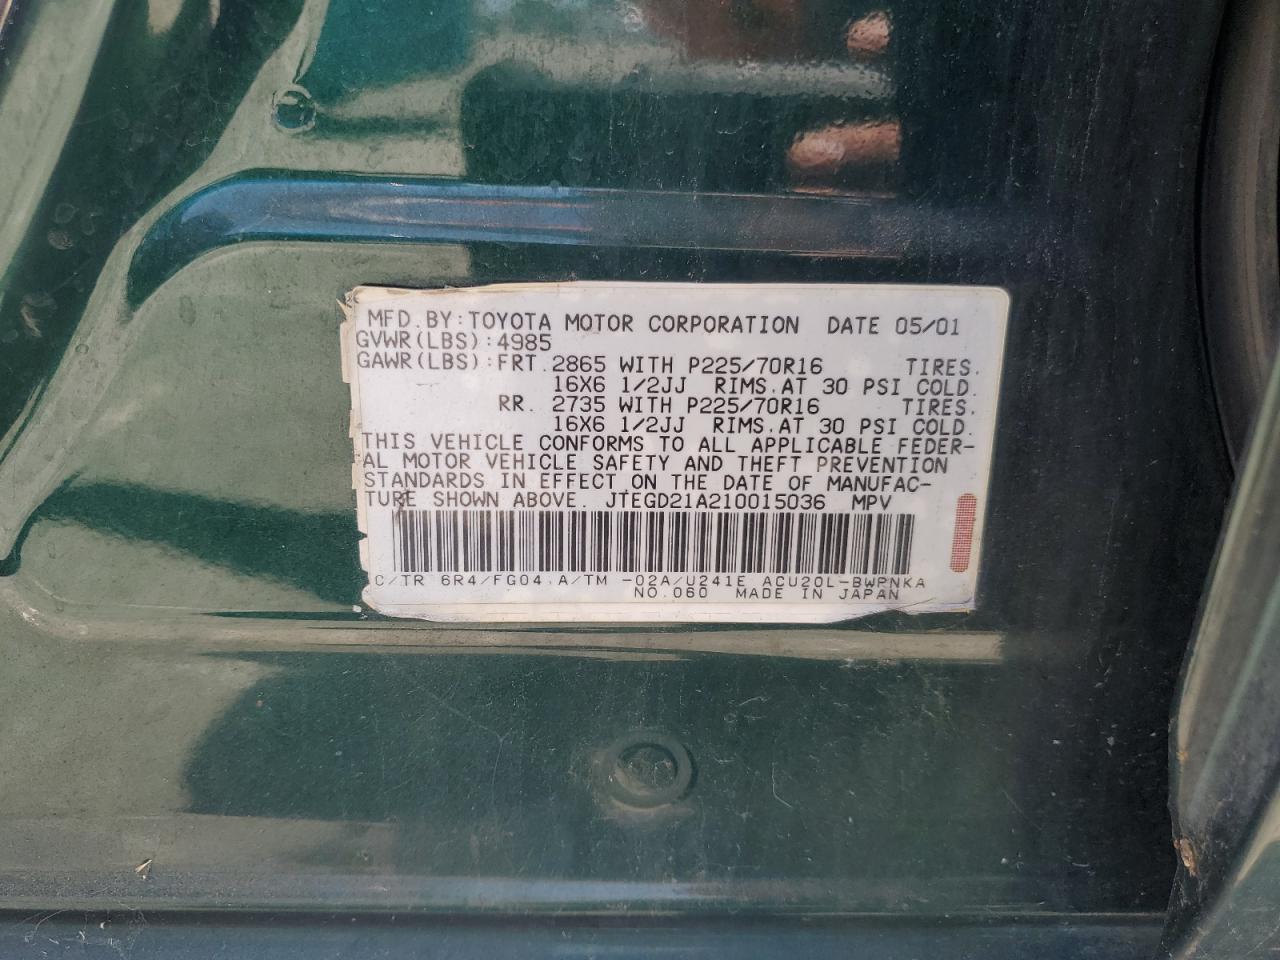 MFD. BY: TOYOTA MOTOR CORPORATION DATE 05/01
GVWR(LBS): 4985
GAWR(LBS): FRT. 2865 WITH P225/70R16 TIRES.
16X6 1/2JJ RIMS. AT 30 PSI COLD.
RR. 2735 WITH P225/70R16 TIRES.
16X6 1/2JJ RIMS. AT 30 PSI COLD.
THIS VEHICLE CONFORMS TO ALL APPLICABLE FEDER-
AL MOTOR VEHICLE SAFETY AND THEFT PREVENTION
STANDARDS IN EFFECT ON THE DATE OF MANUFAC-
TURE SHOWN ABOVE. JTEGD21A210015036 MPV
C/TR 6R4/FG04 A/TM -02A/U241E ACU20L-BWPNKA
NO. 060 MADE IN JAPAN